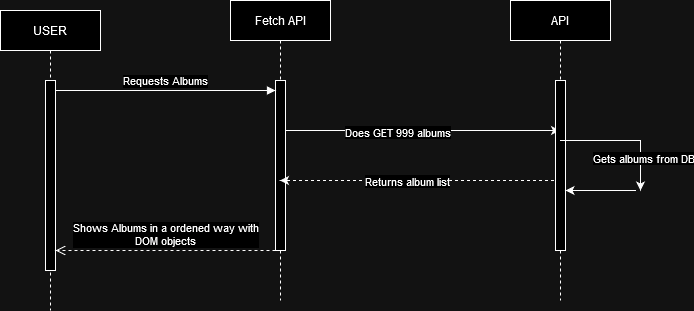 USER
Fetch API
API
Requests Albums
Does GET 999 albums
Gets albums from DB
Returns album list
Shows Albums in a ordened way with
DOM objects